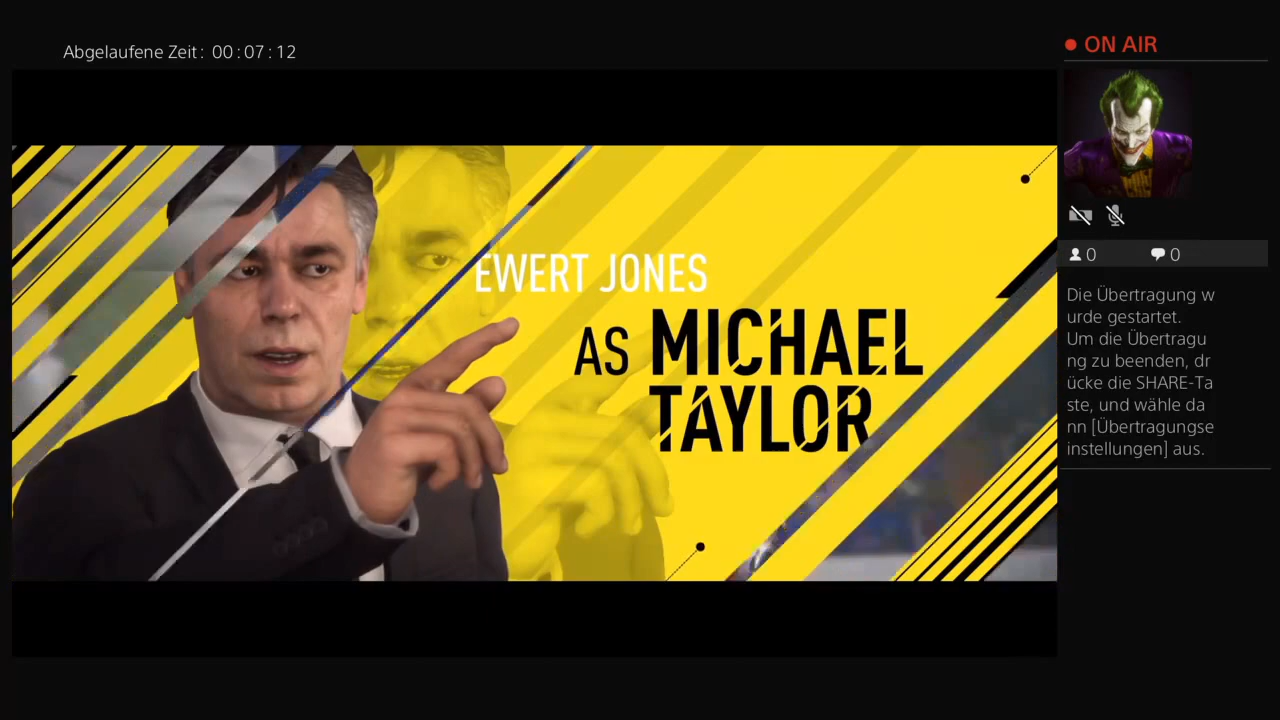 Abgelaufene Zeit: 00:07:12
ON AIR
EWERT JONES
AS MICHAEL
TAYLOR
0 0
Die Übertragung w
urde gestartet.
Um die Übertragu
ng zu beenden, dr
ücke die SHARE-Ta
ste, und wähle da
nn [Übertragungse
instellungen] aus.